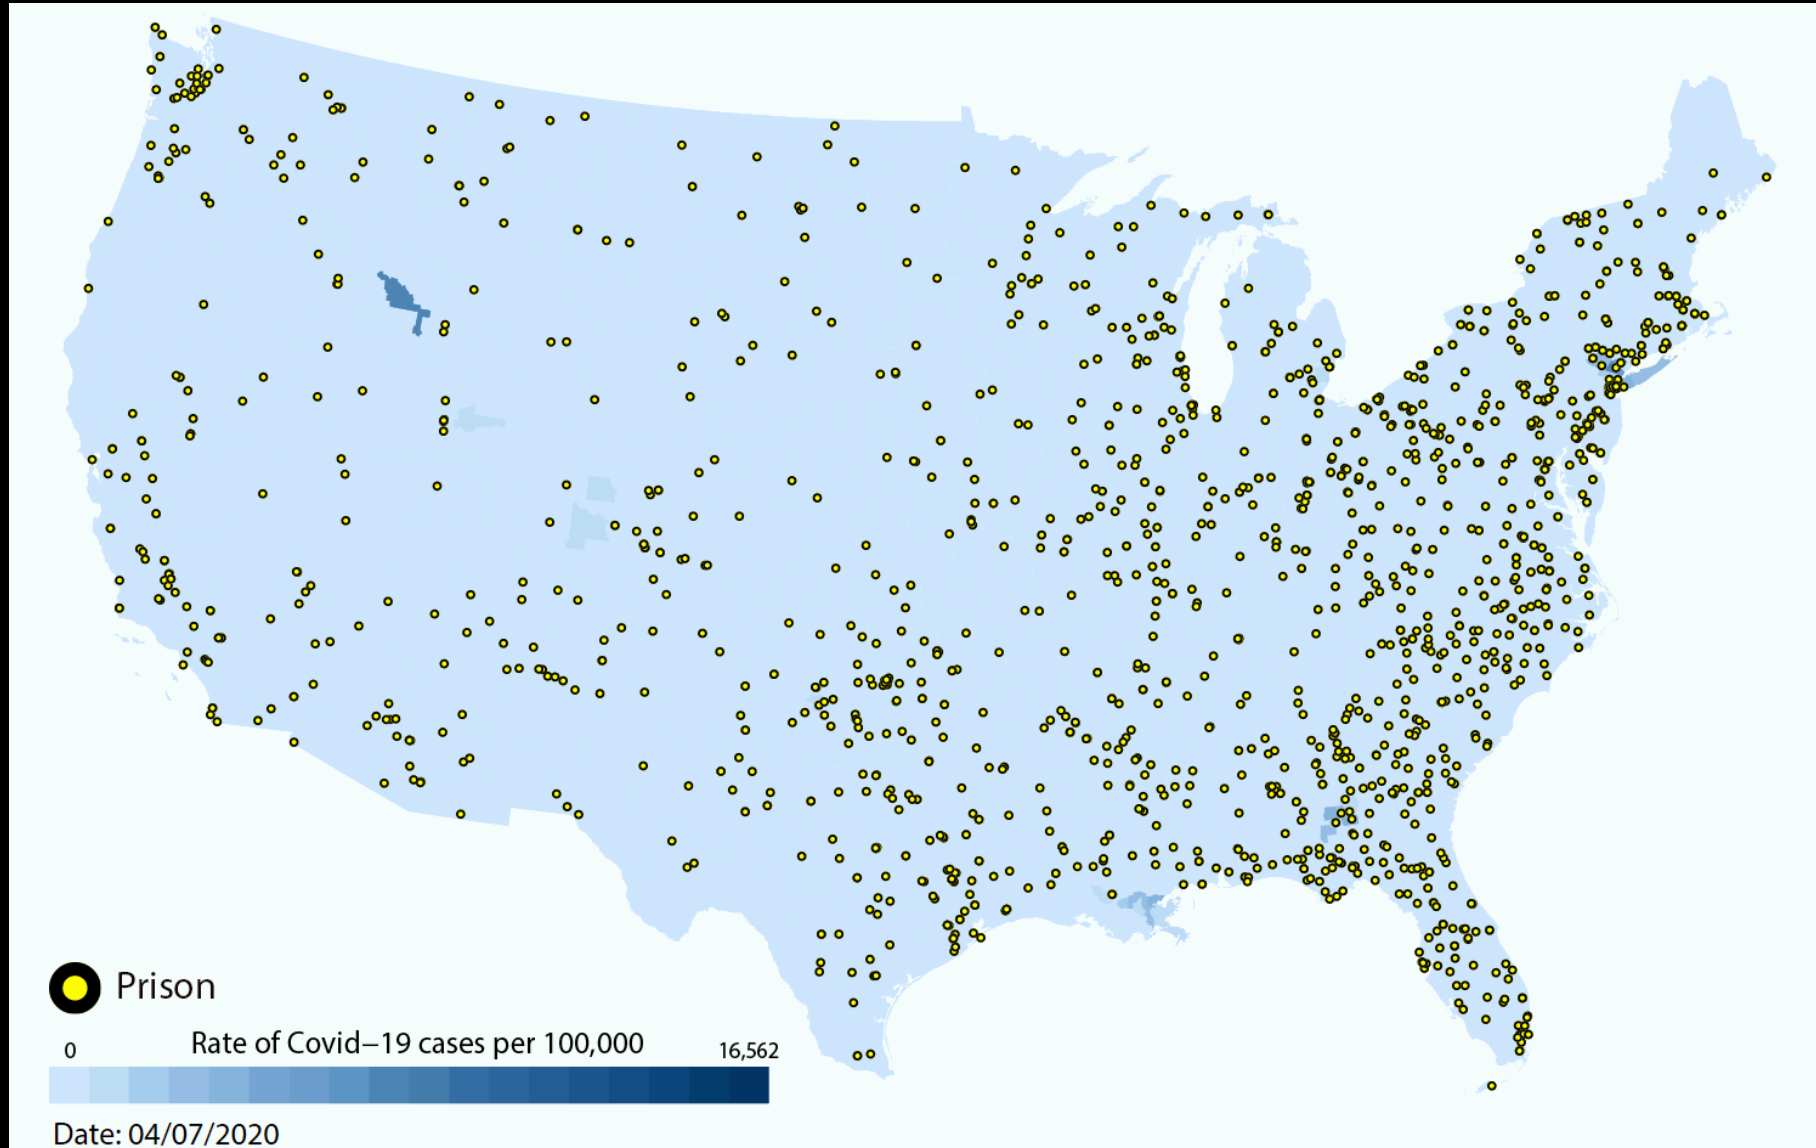 Prison
Rate of Covid–19 cases per 100,000
0 16,562
Date: 04/07/2020